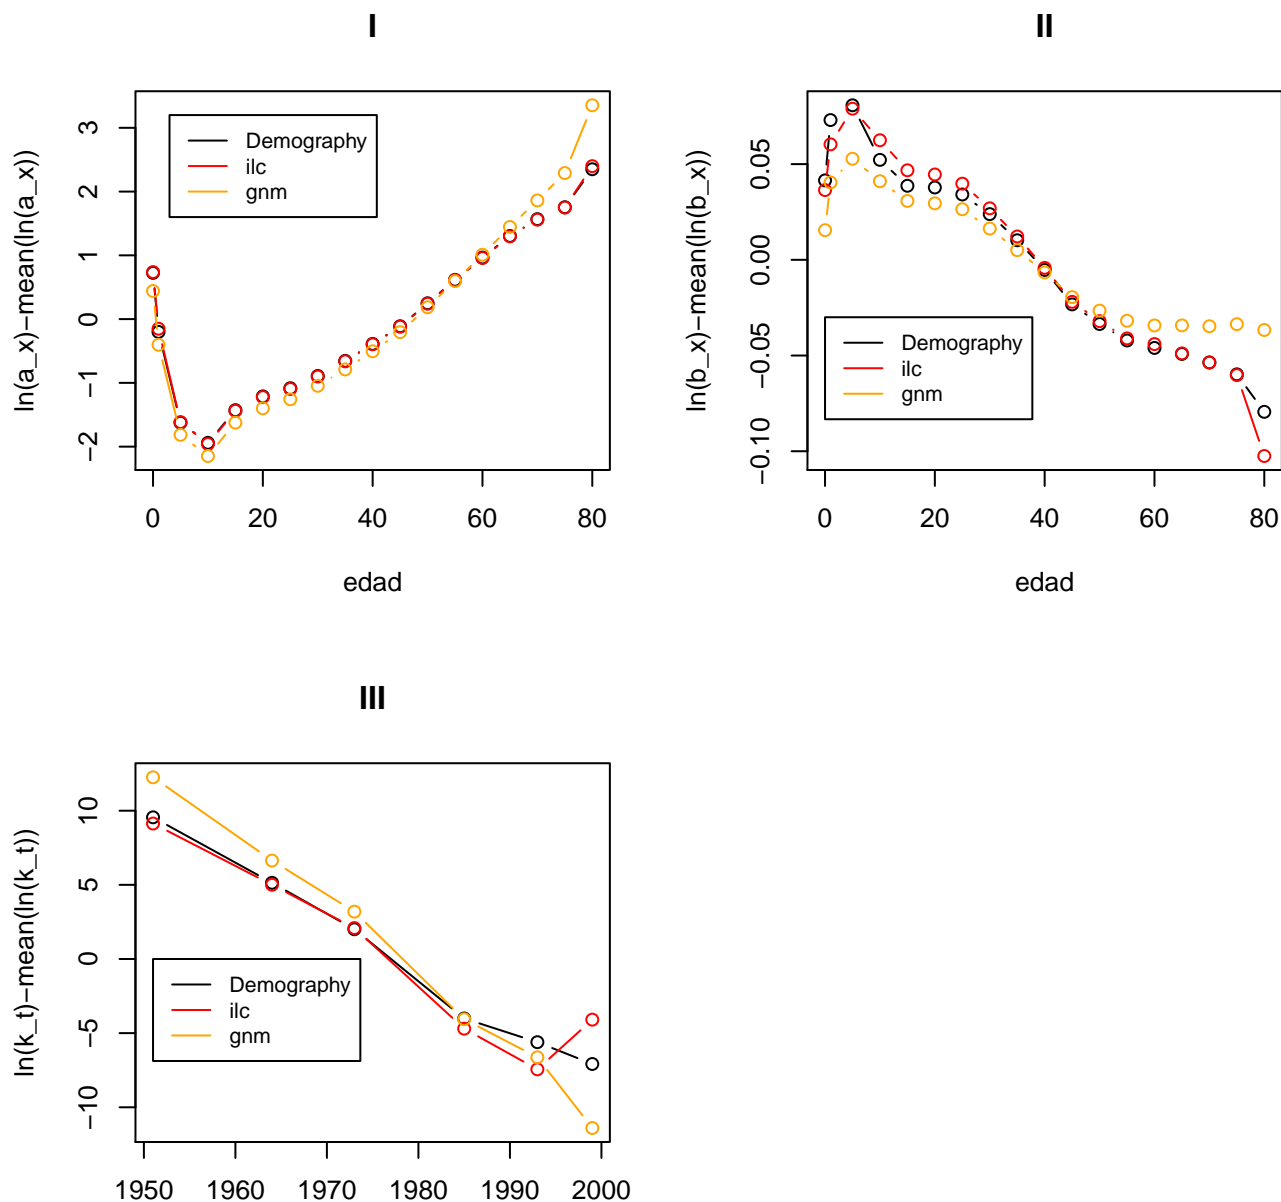 I
ln(a_x)−mean(ln(a_x))
3
2
1
0
−1
−2
Demography
ilc
gnm
0 20 40 60 80
edad
II
ln(b_x)−mean(ln(b_x))
0.05
0.00
−0.05
−0.10
Demography
ilc
gnm
0 20 40 60 80
edad
III
ln(k_t)−mean(ln(k_t))
10
5
0
−5
−10
Demography
ilc
gnm
1950 1960 1970 1980 1990 2000